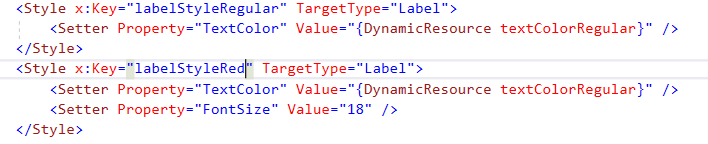 <Style x:Key="labelStyleRegular" TargetType="Label">
<Setter Property="TextColor" Value="{DynamicResource textColorRegular}" />
</Style>
<Style x:Key="labelStyleRed" TargetType="Label">
<Setter Property="TextColor" Value="{DynamicResource textColorRegular}" />
<Setter Property="FontSize" Value="18" />
</Style>